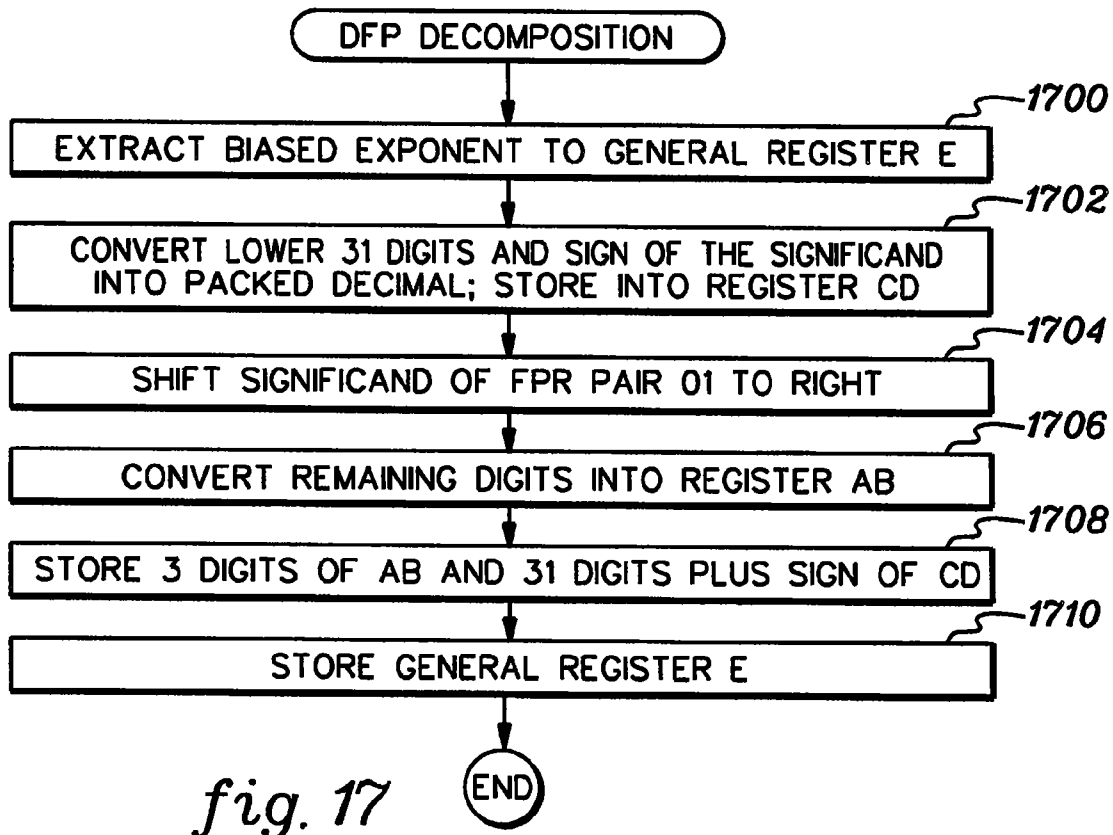 DFP DECOMPOSITION
1700
EXTRACT BIASED EXPONENT TO GENERAL REGISTER E
1702
CONVERT LOWER 31 DIGITS AND SIGN OF THE SIGNIFICAND
INTO PACKED DECIMAL; STORE INTO REGISTER CD
1704
SHIFT SIGNIFICAND OF FPR PAIR 01 TO RIGHT
1706
CONVERT REMAINING DIGITS INTO REGISTER AB
1708
STORE 3 DIGITS OF AB AND 31 DIGITS PLUS SIGN OF CD
1710
STORE GENERAL REGISTER E
END
fig. 17